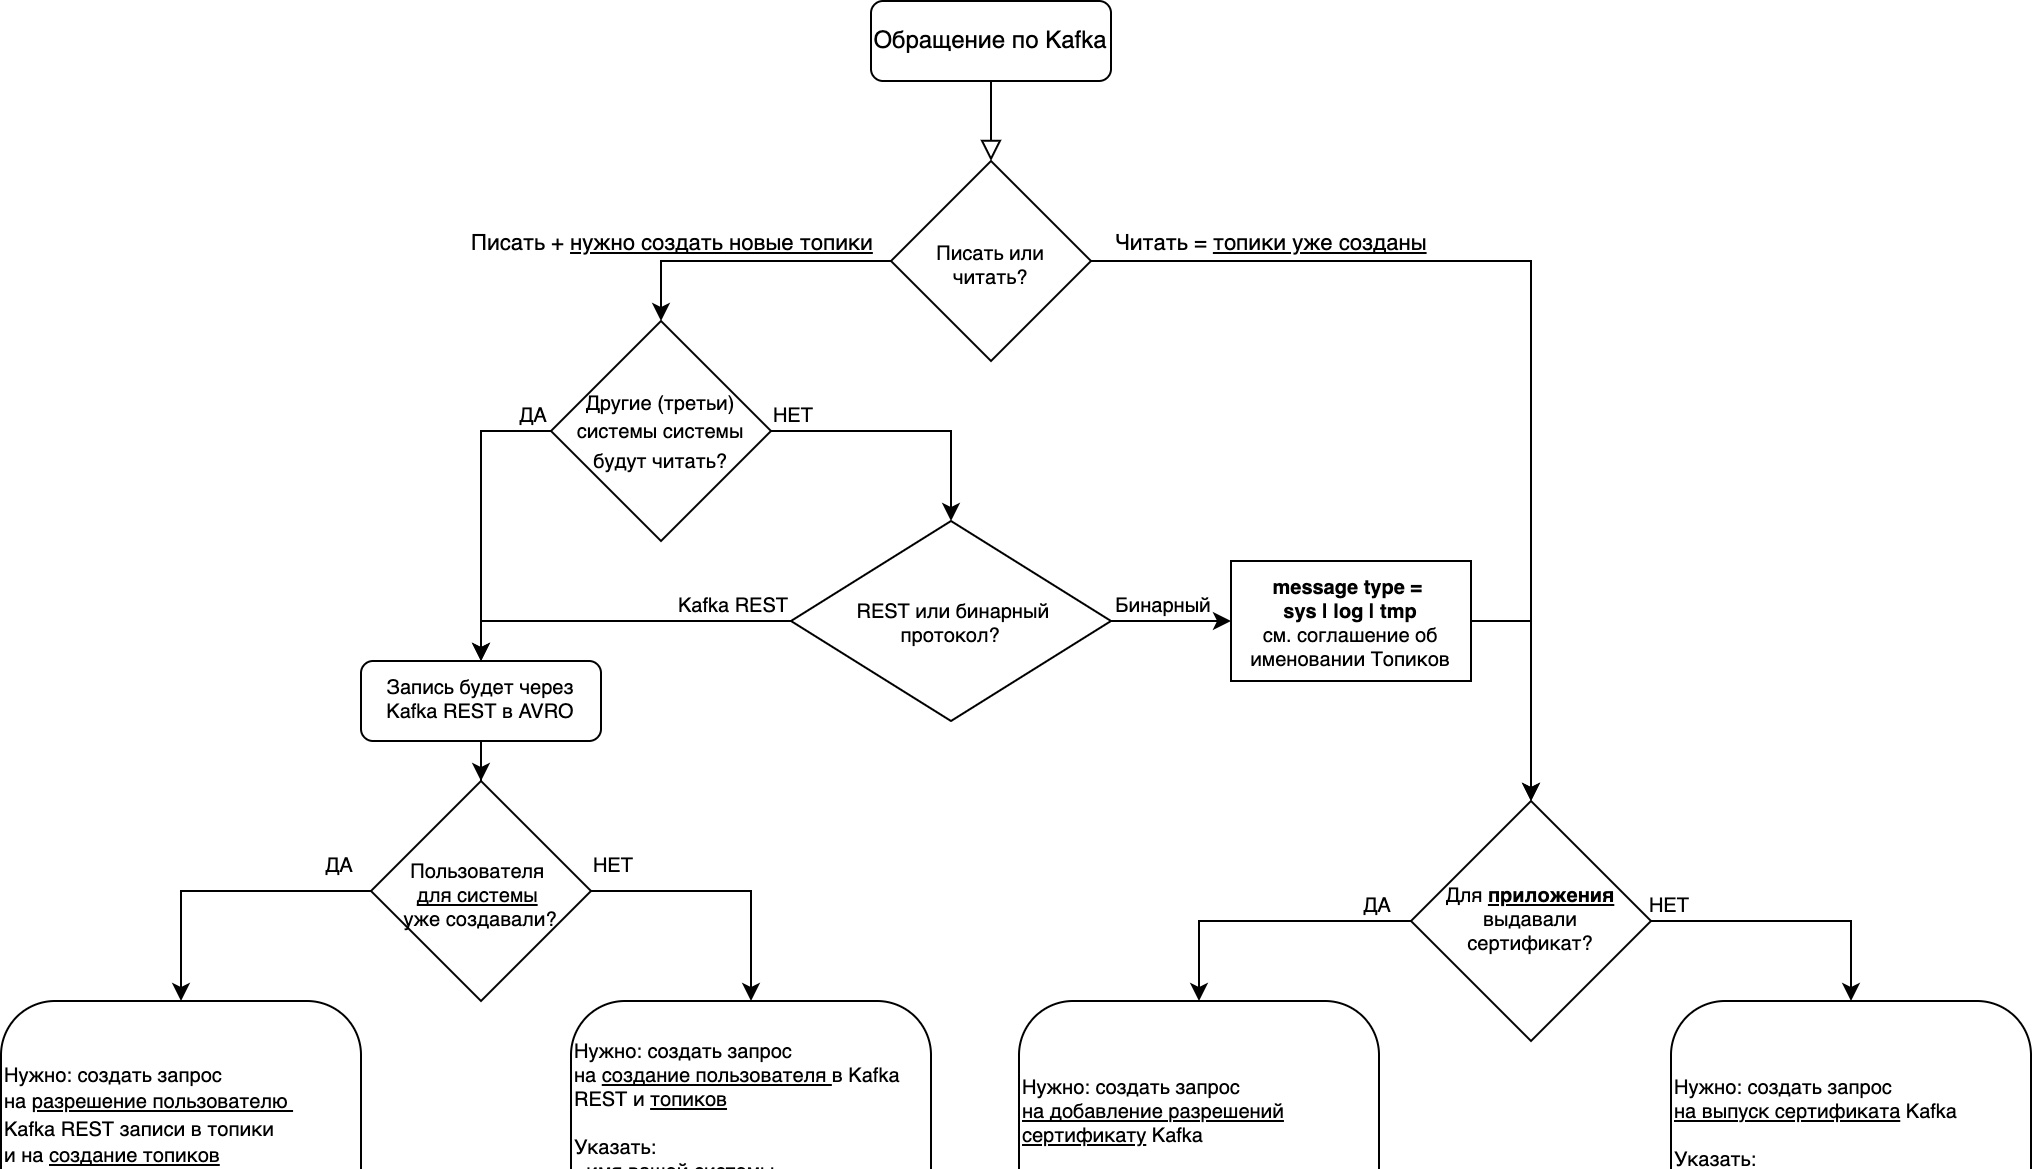 Обращение по Kafka
Писать + нужно создать новые топики
Писать или
читать?
Читать = топики уже созданы
ДА
Другие (третьи)
системы системы
будут читать?
НЕТ
Kafka REST
REST или бинарный
протокол?
Бинарный
message type =
sys | log | tmp
см. соглашение об
именовании Топиков
Запись будет через
Kafka REST в AVRO
ДА
Пользователя
для системы
уже создавали?
НЕТ
ДА
Для приложения
выдавали
сертификат?
НЕТ
Нужно: создать запрос
на разрешение пользователю
Kafka REST записи в топики
и на создание топиков
Нужно: создать запрос
на создание пользователя в Kafka
REST и топиков
Указать:
- имя вашей системы
Нужно: создать запрос
на добавление разрешений
сертификату Kafka
Нужно: создать запрос
на выпуск сертификата Kafka
Указать: